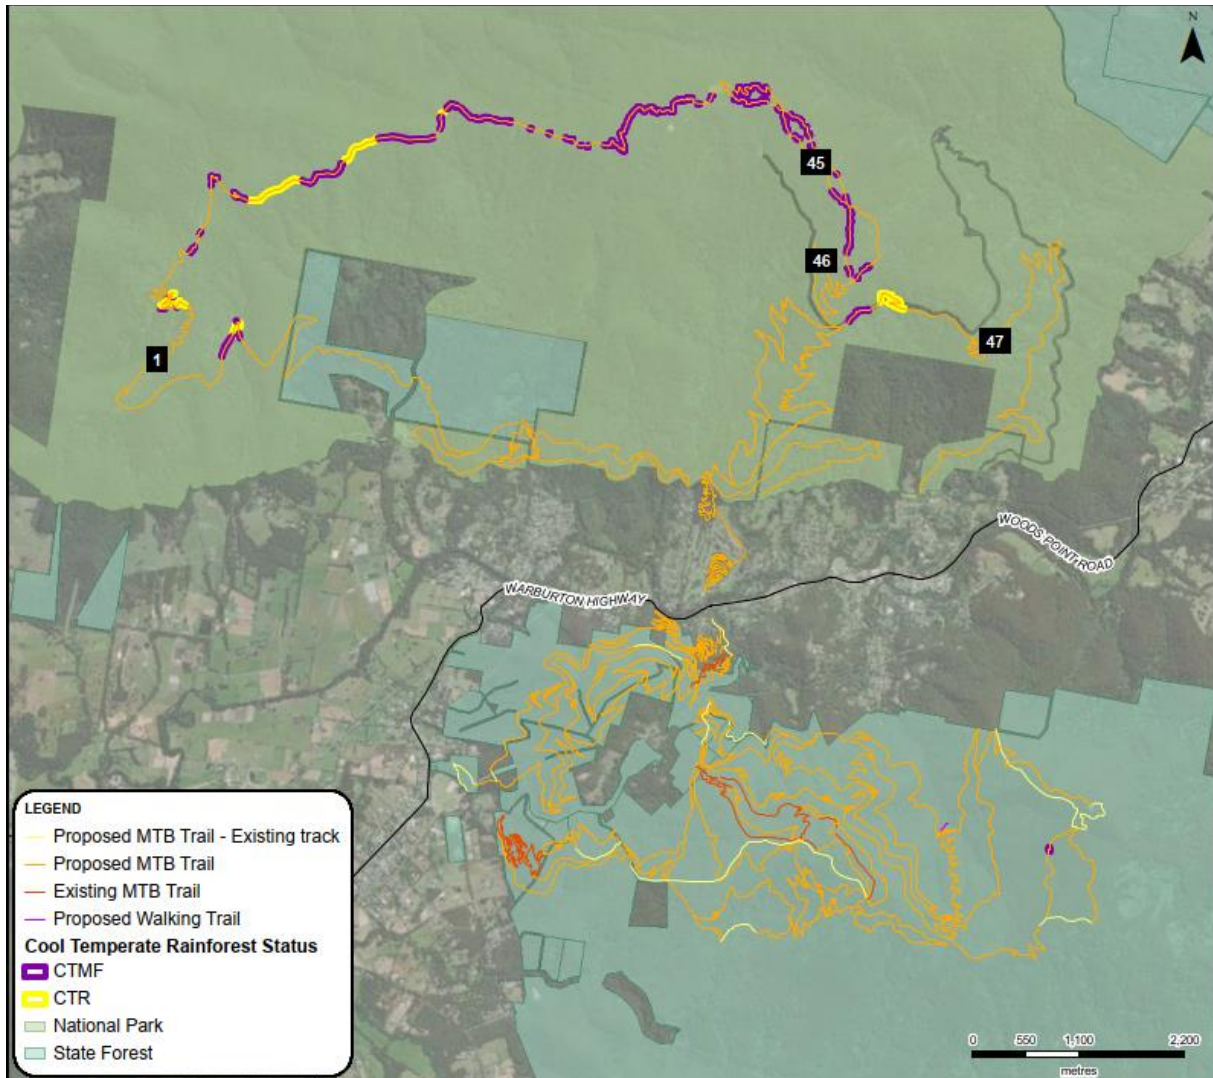 N
45
46
47
1
WOODS POINT ROAD
WARBURTON HIGHWAY
LEGEND
Proposed MTB Trail - Existing track
Proposed MTB Trail
Existing MTB Trail
Proposed Walking Trail
Cool Temperate Rainforest Status
CTMF
CTR
National Park
State Forest
0 550 1,100 2,200
metres